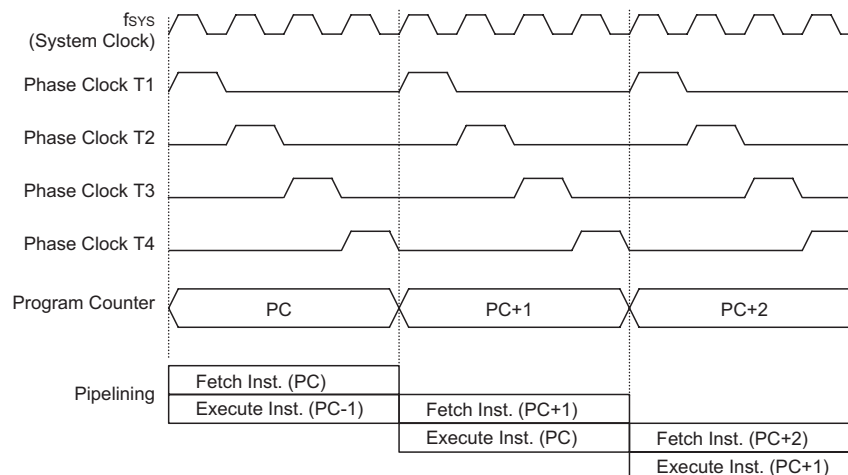 fSYS
(System Clock)
Phase Clock T1
Phase Clock T2
Phase Clock T3
Phase Clock T4
Program Counter
PC
PC+1
PC+2
Pipelining
Fetch Inst. (PC)
Execute Inst. (PC-1)
Fetch Inst. (PC+1)
Execute Inst. (PC)
Fetch Inst. (PC+2)
Execute Inst. (PC+1)